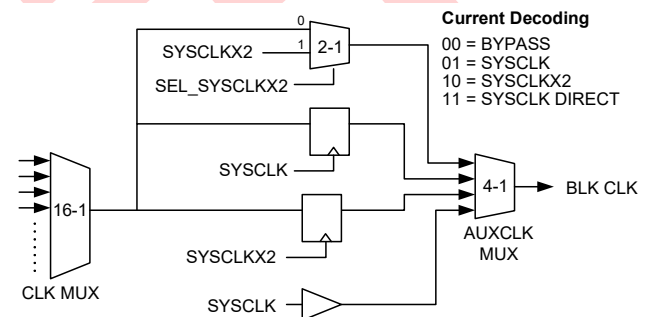 Current Decoding
00 = BYPASS
01 = SYSCLK
10 = SYSCLKX2
11 = SYSCLK DIRECT
0
SYSCLKX2
1
2-1
SEL_SYSCLKX2
SYSCLK
16-1
4-1
BLK CLK
AUXCLK
MUX
SYSCLKX2
CLK MUX
SYSCLK